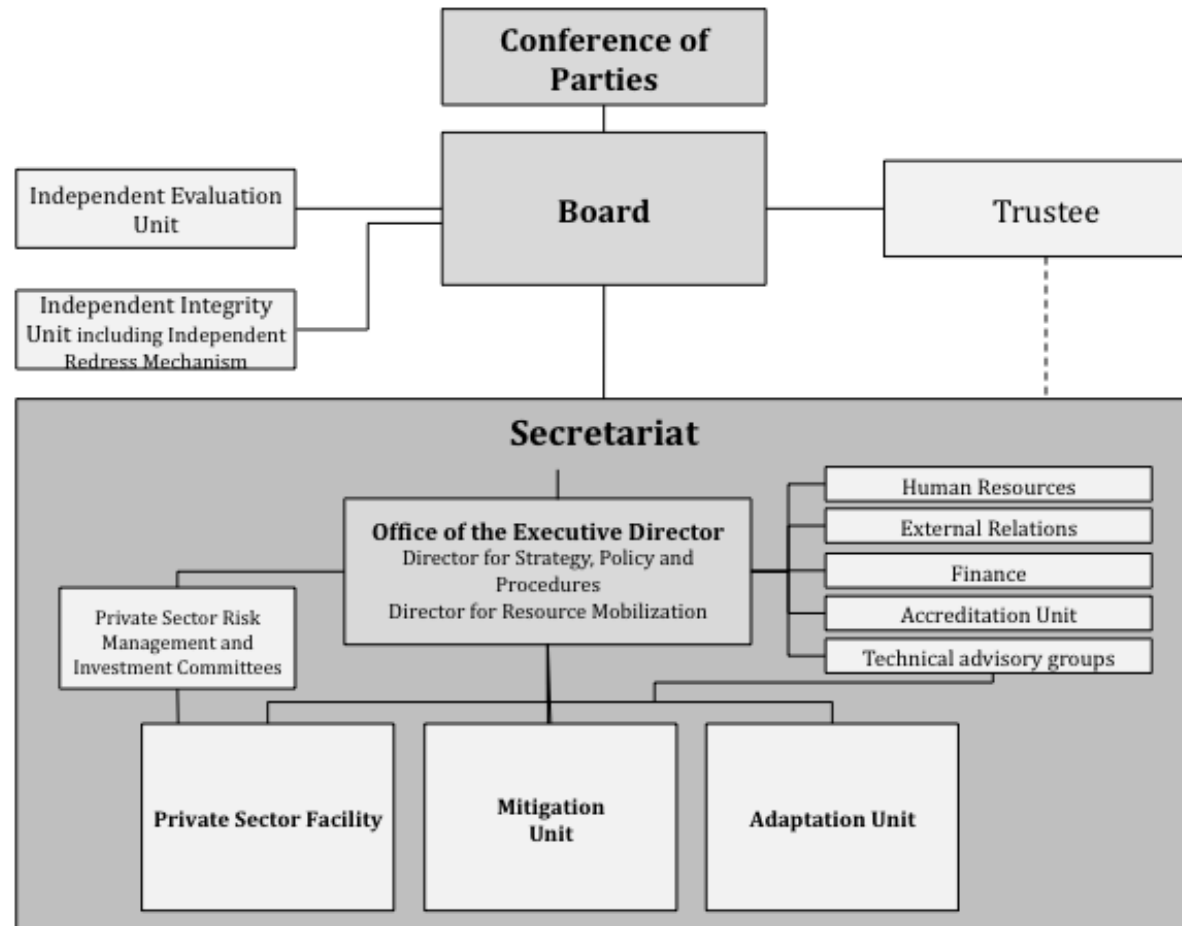 Conference of
Parties
Board
Independent Evaluation
Unit
Trustee
Independent Integrity
Unit including Independent
Redress Mechanism
Secretariat
Office of the Executive Director
Director for Strategy, Policy and
Procedures
Director for Resource Mobilization
Human Resources
External Relations
Finance
Accreditation Unit
Technical advisory groups
Private Sector Risk
Management and
Investment Committees
Private Sector Facility
Mitigation
Unit
Adaptation Unit